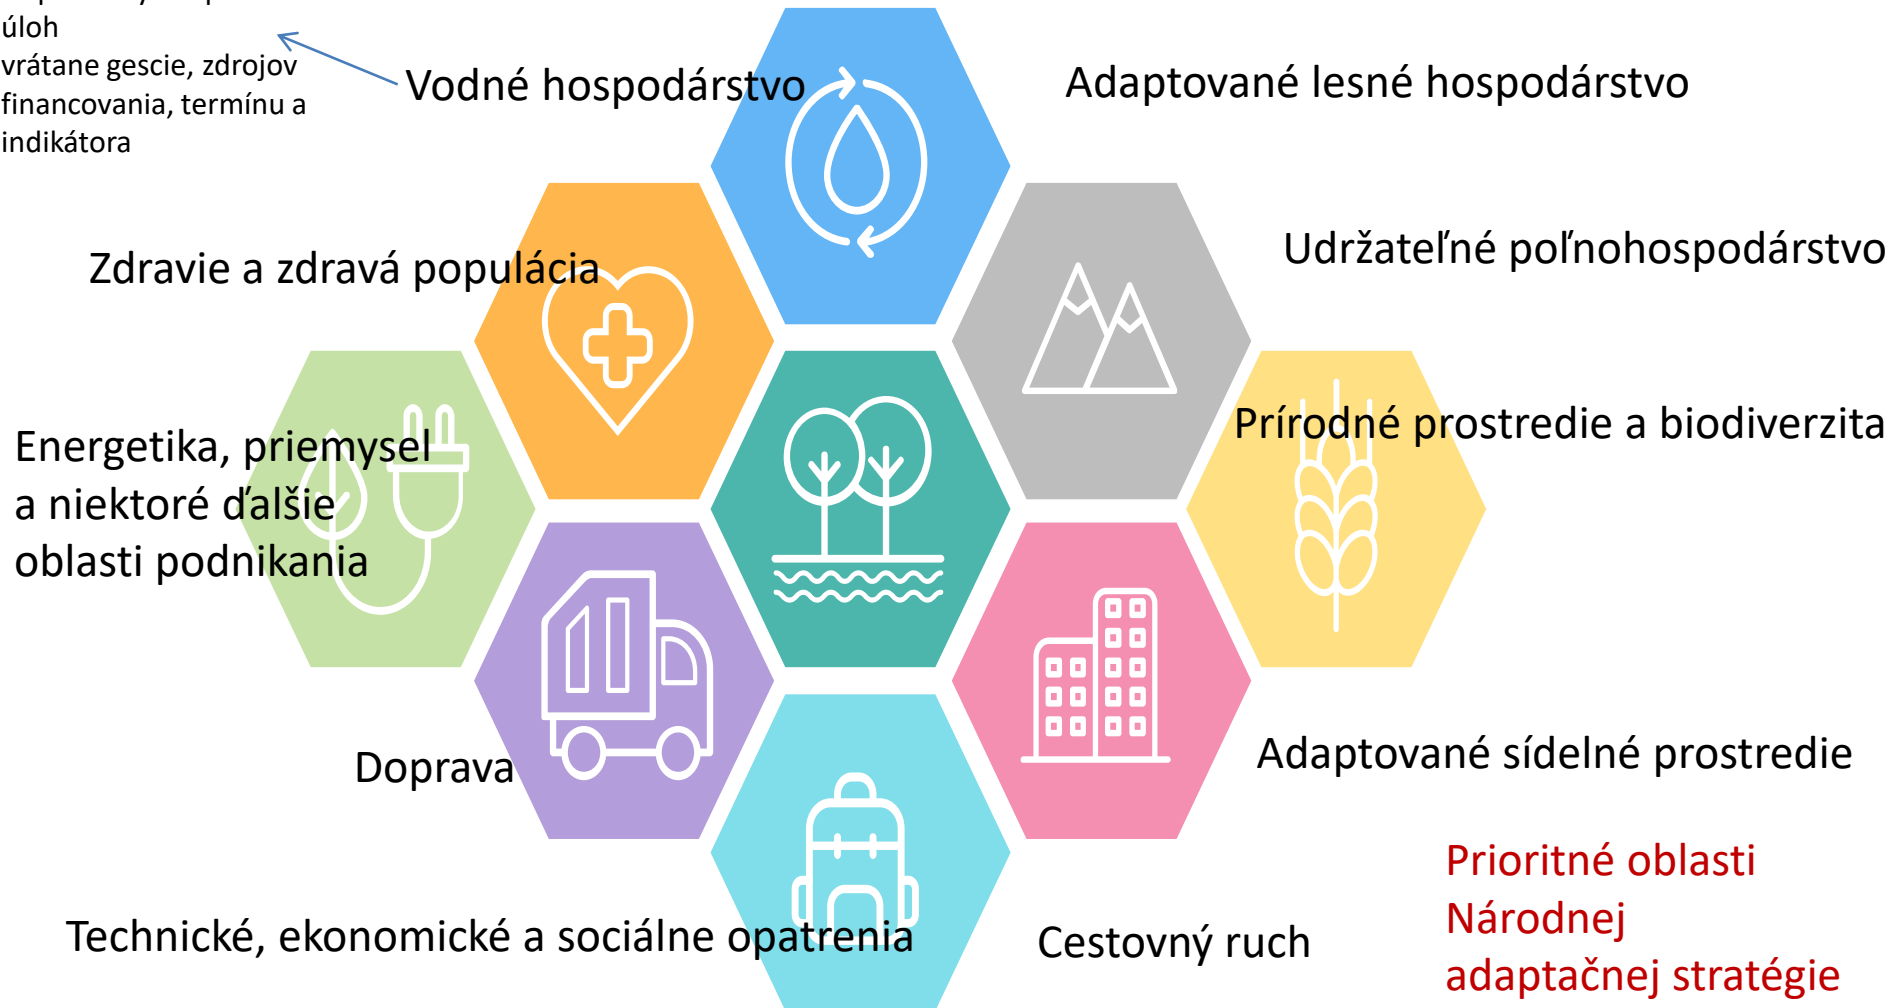 úloh
vrátane gescie, zdrojov
financovania, termínu a
indikátora
Vodné hospodárstvo
Adaptované lesné hospodárstvo
Zdravie a zdravá populácia
Udržateľné poľnohospodárstvo
Energetika, priemysel
a niektoré ďalšie
oblasti podnikania
Prírodné prostredie a biodiverzita
Doprava
Adaptované sídelné prostredie
Technické, ekonomické a sociálne opatrenia
Cestovný ruch
Prioritné oblasti
Národnej
adaptačnej stratégie